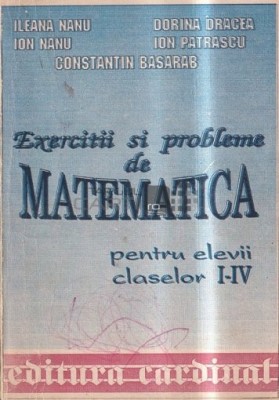 ILEANA NANU DORINA DRAGEA
ION NANU ION PATRASCU
CONSTANTIN BASARAB
Exercitii si probleme
de
MATEMATICA
pentru elevii
claselor I-IV
editura cardinal